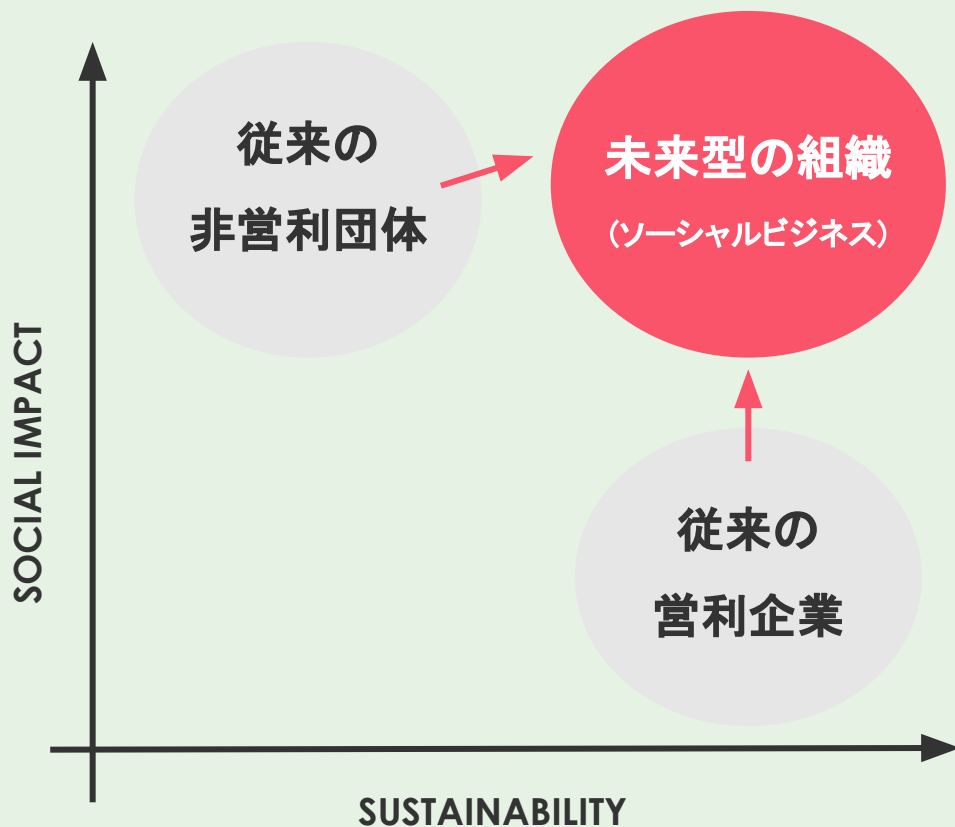 従来の
非営利団体
未来型の組織
(ソーシャルビジネス)
従来の
営利企業
SOCIAL IMPACT
SUSTAINABILITY